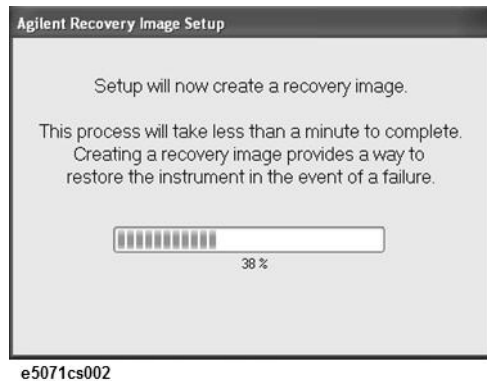 Agilent Recovery Image Setup
Setup will now create a recovery image.
This process will take less than a minute to complete.
Creating a recovery image provides a way to
restore the instrument in the event of a failure.
38 %
e5071cs002